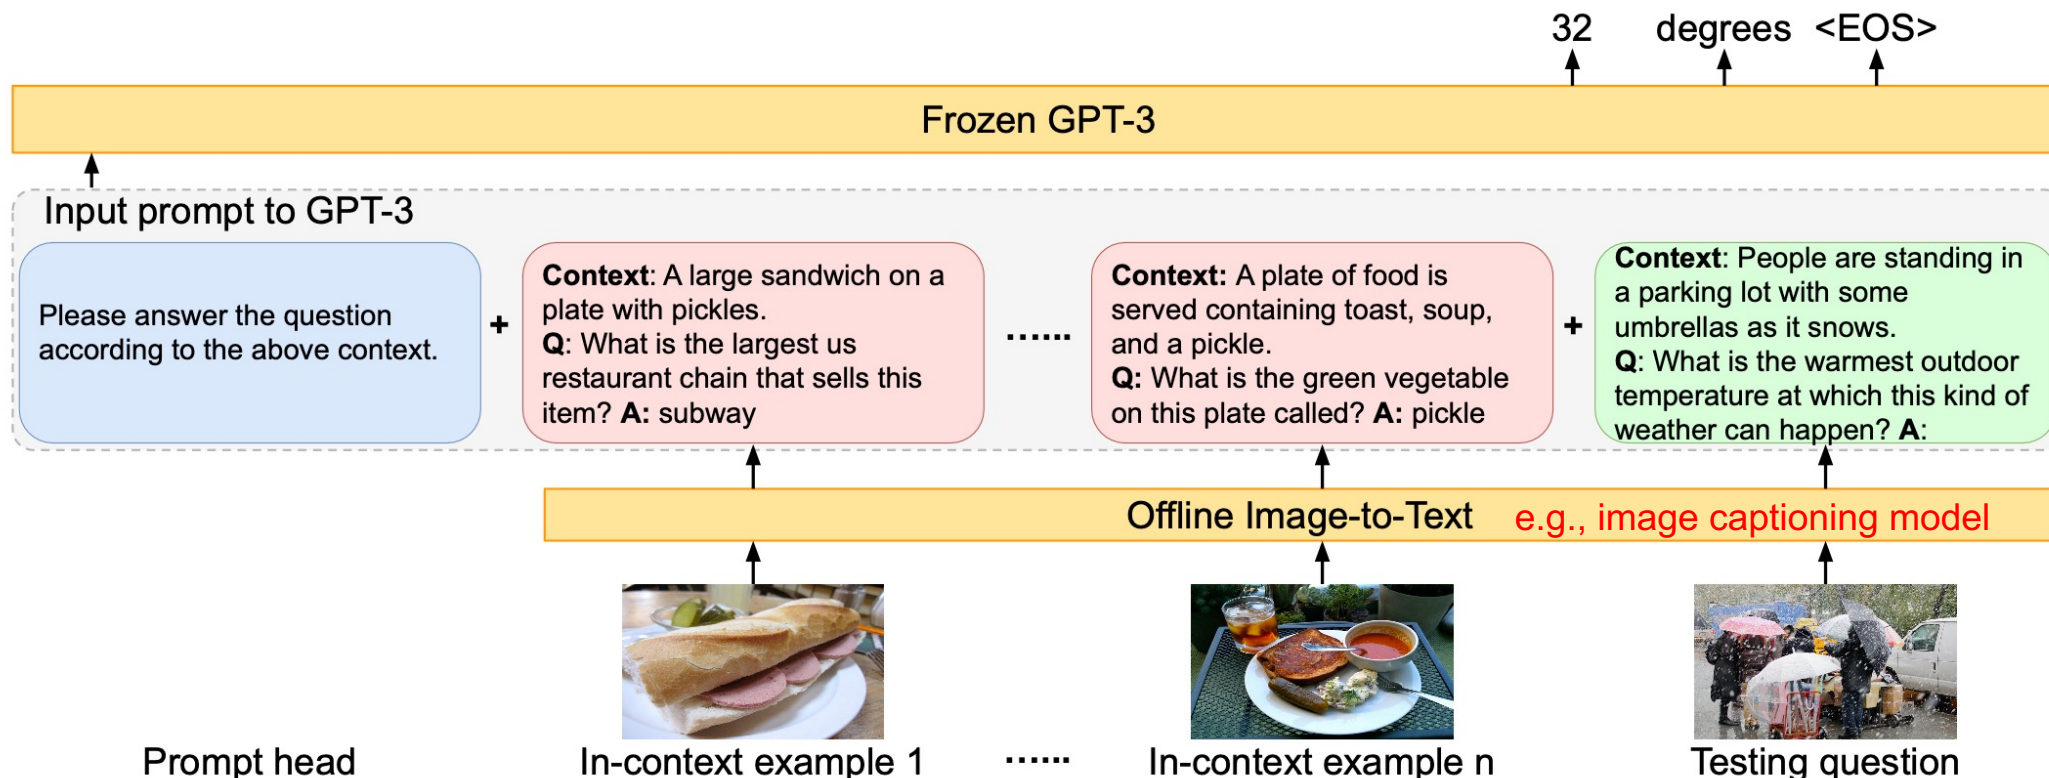 32 degrees <EOS>
Frozen GPT-3
Input prompt to GPT-3
Please answer the question
according to the above context.
+
Context: A large sandwich on a
plate with pickles.
Q: What is the largest us
restaurant chain that sells this
item? A: subway
......
Context: A plate of food is
served containing toast, soup,
and a pickle.
Q: What is the green vegetable
on this plate called? A: pickle
+
Context: People are standing in
a parking lot with some
umbrellas as it snows.
Q: What is the warmest outdoor
temperature at which this kind of
weather can happen? A:
Offline Image-to-Text e.g., image captioning model
Prompt head In-context example 1 ...... In-context example n Testing question